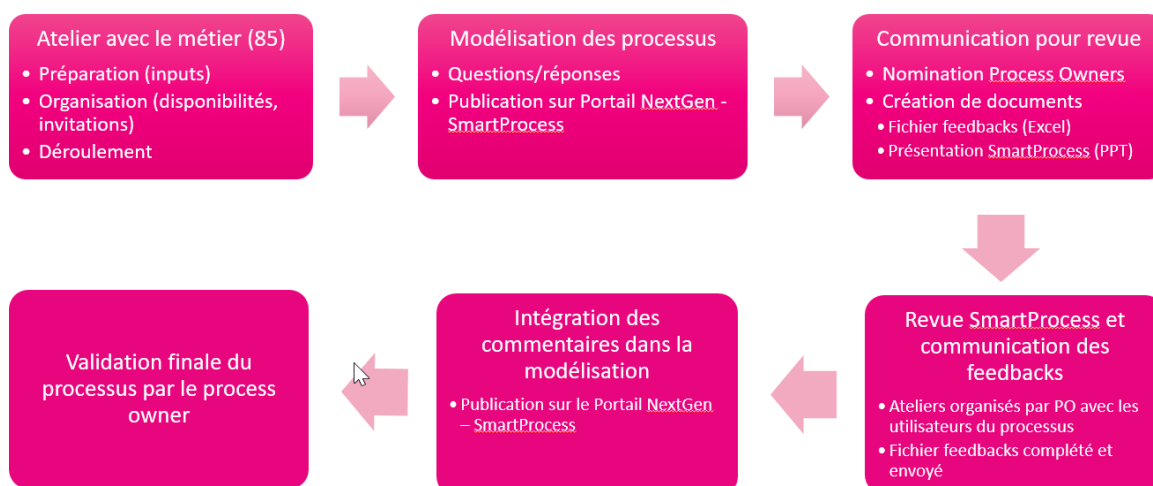 Atelier avec le métier (85)
• Préparation (inputs)
• Organisation (disponibilités,
invitations)
• Déroulement
Modélisation des processus
• Questions/réponses
• Publication sur Portail NextGen -
SmartProcess
Communication pour revue
• Nomination Process Owners
• Création de documents
• Fichier feedbacks (Excel)
• Présentation SmartProcess (PPT)
Revue SmartProcess et
communication des
feedbacks
• Ateliers organisés par PO avec les
utilisateurs du processus
• Fichier feedbacks complété et
envoyé
Intégration des
commentaires dans la
modélisation
• Publication sur le Portail NextGen
– SmartProcess
Validation finale du
processus par le process
owner